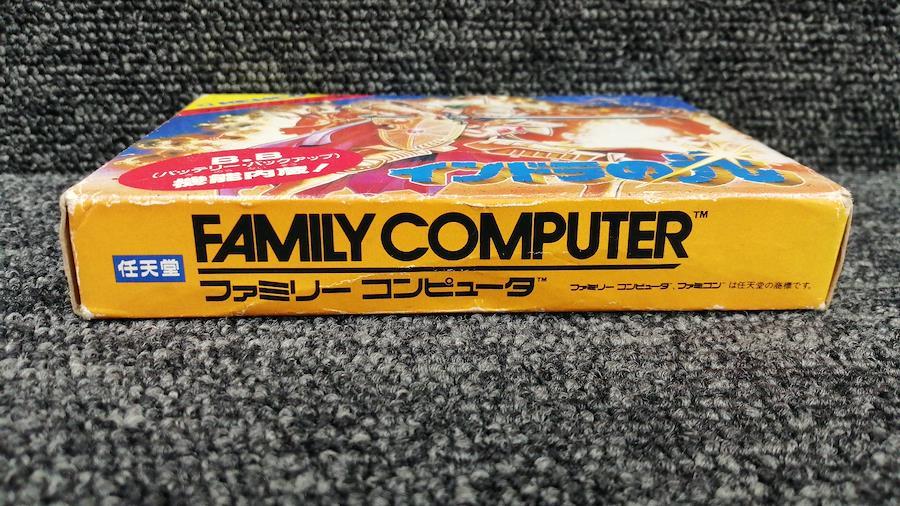 B.B
(バッテリー・バックアップ)
機能内蔵!
インドラの光
任天堂
FAMILY COMPUTER™
ファミリー コンピュータ™
ファミリー コンピュータ、ファミコン™ は任天堂の商標です。